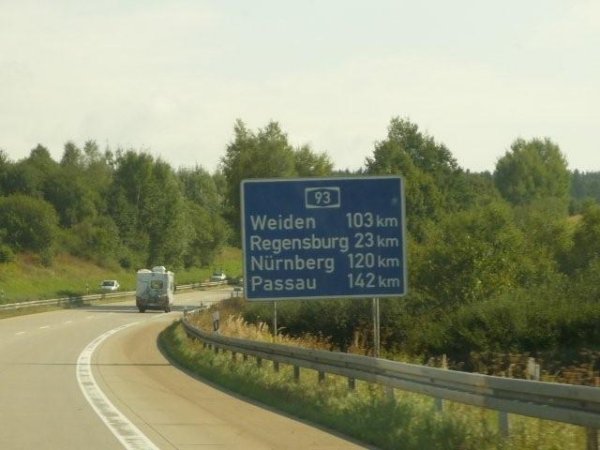 93
Weiden 103 km
Regensburg 23 km
Nürnberg 120 km
Passau 142 km